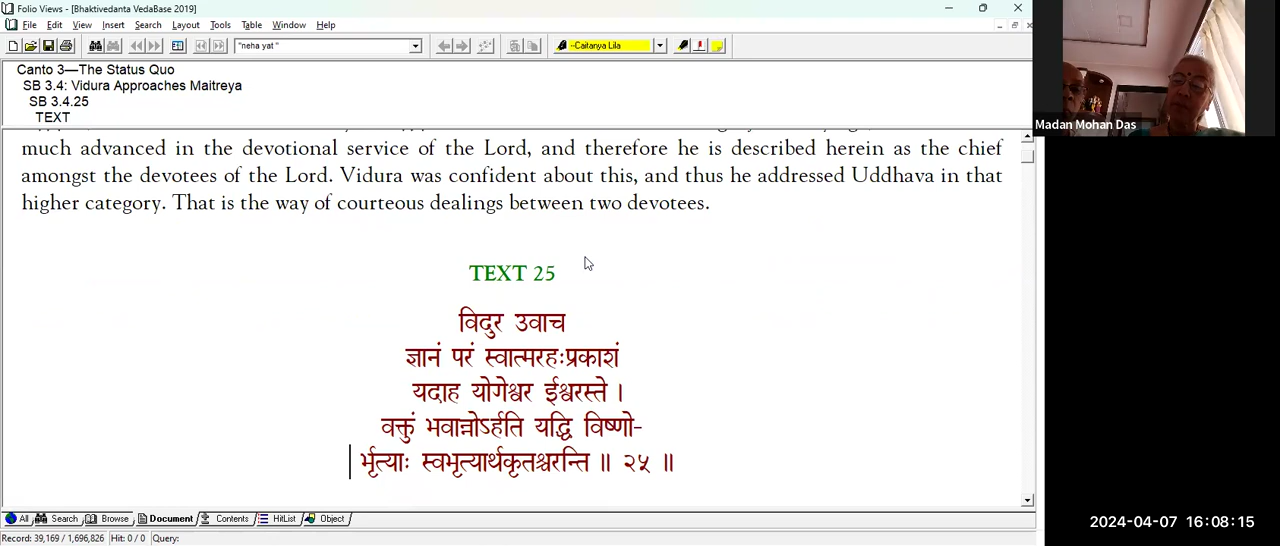 Folio Views - [Bhaktivedanta VedaBase 2019]
File Edit View Insert Search Layout Tools Table Window Help
"neha yat "
--Caitanya Lila
Canto 3—The Status Quo
SB 3.4: Vidura Approaches Maitreya
SB 3.4.25
TEXT
much advanced in the devotional service of the Lord, and therefore he is described herein as the chief
amongst the devotees of the Lord. Vidura was confident about this, and thus he addressed Uddhava in that
higher category. That is the way of courteous dealings between two devotees.
TEXT 25
विदुर उवाच
ज्ञानं परं स्वात्मरहःप्रकाशं
यदाह योगेश्वर ईश्वरस्ते ।
वक्तुं भवान्नोऽर्हति यद्धि विष्णो-
र्भृत्याः स्वभृत्यार्थकृतश्चरन्ति ॥ २५ ॥
All Search Browse Document Contents HitList Object
Record: 39,169 / 1,696,826 Hit: 0 / 0 Query:
Madan Mohan Das
2024-04-07 16:08:15